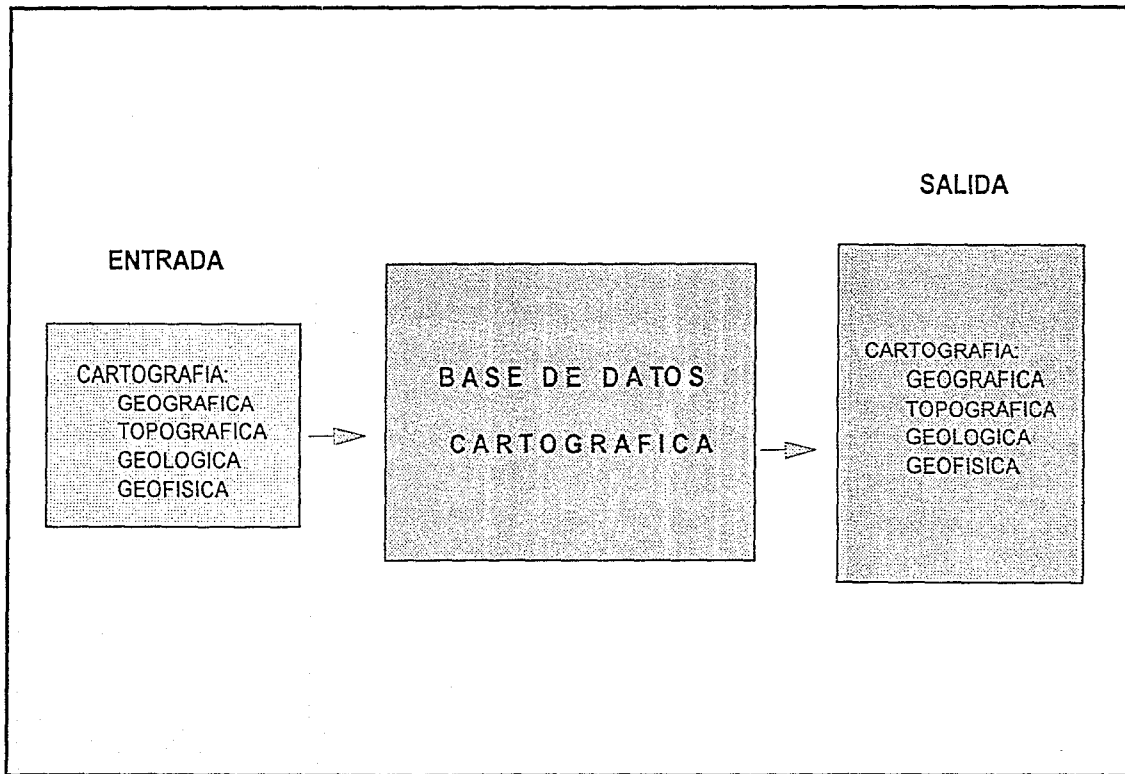 ENTRADA
CARTOGRAFIA:
GEOGRAFICA
TOPOGRAFICA
GEOLOGICA
GEOFISICA
BASE DE DATOS
CARTOGRAFICA
SALIDA
CARTOGRAFIA:
GEOGRAFICA
TOPOGRAFICA
GEOLOGICA
GEOFISICA